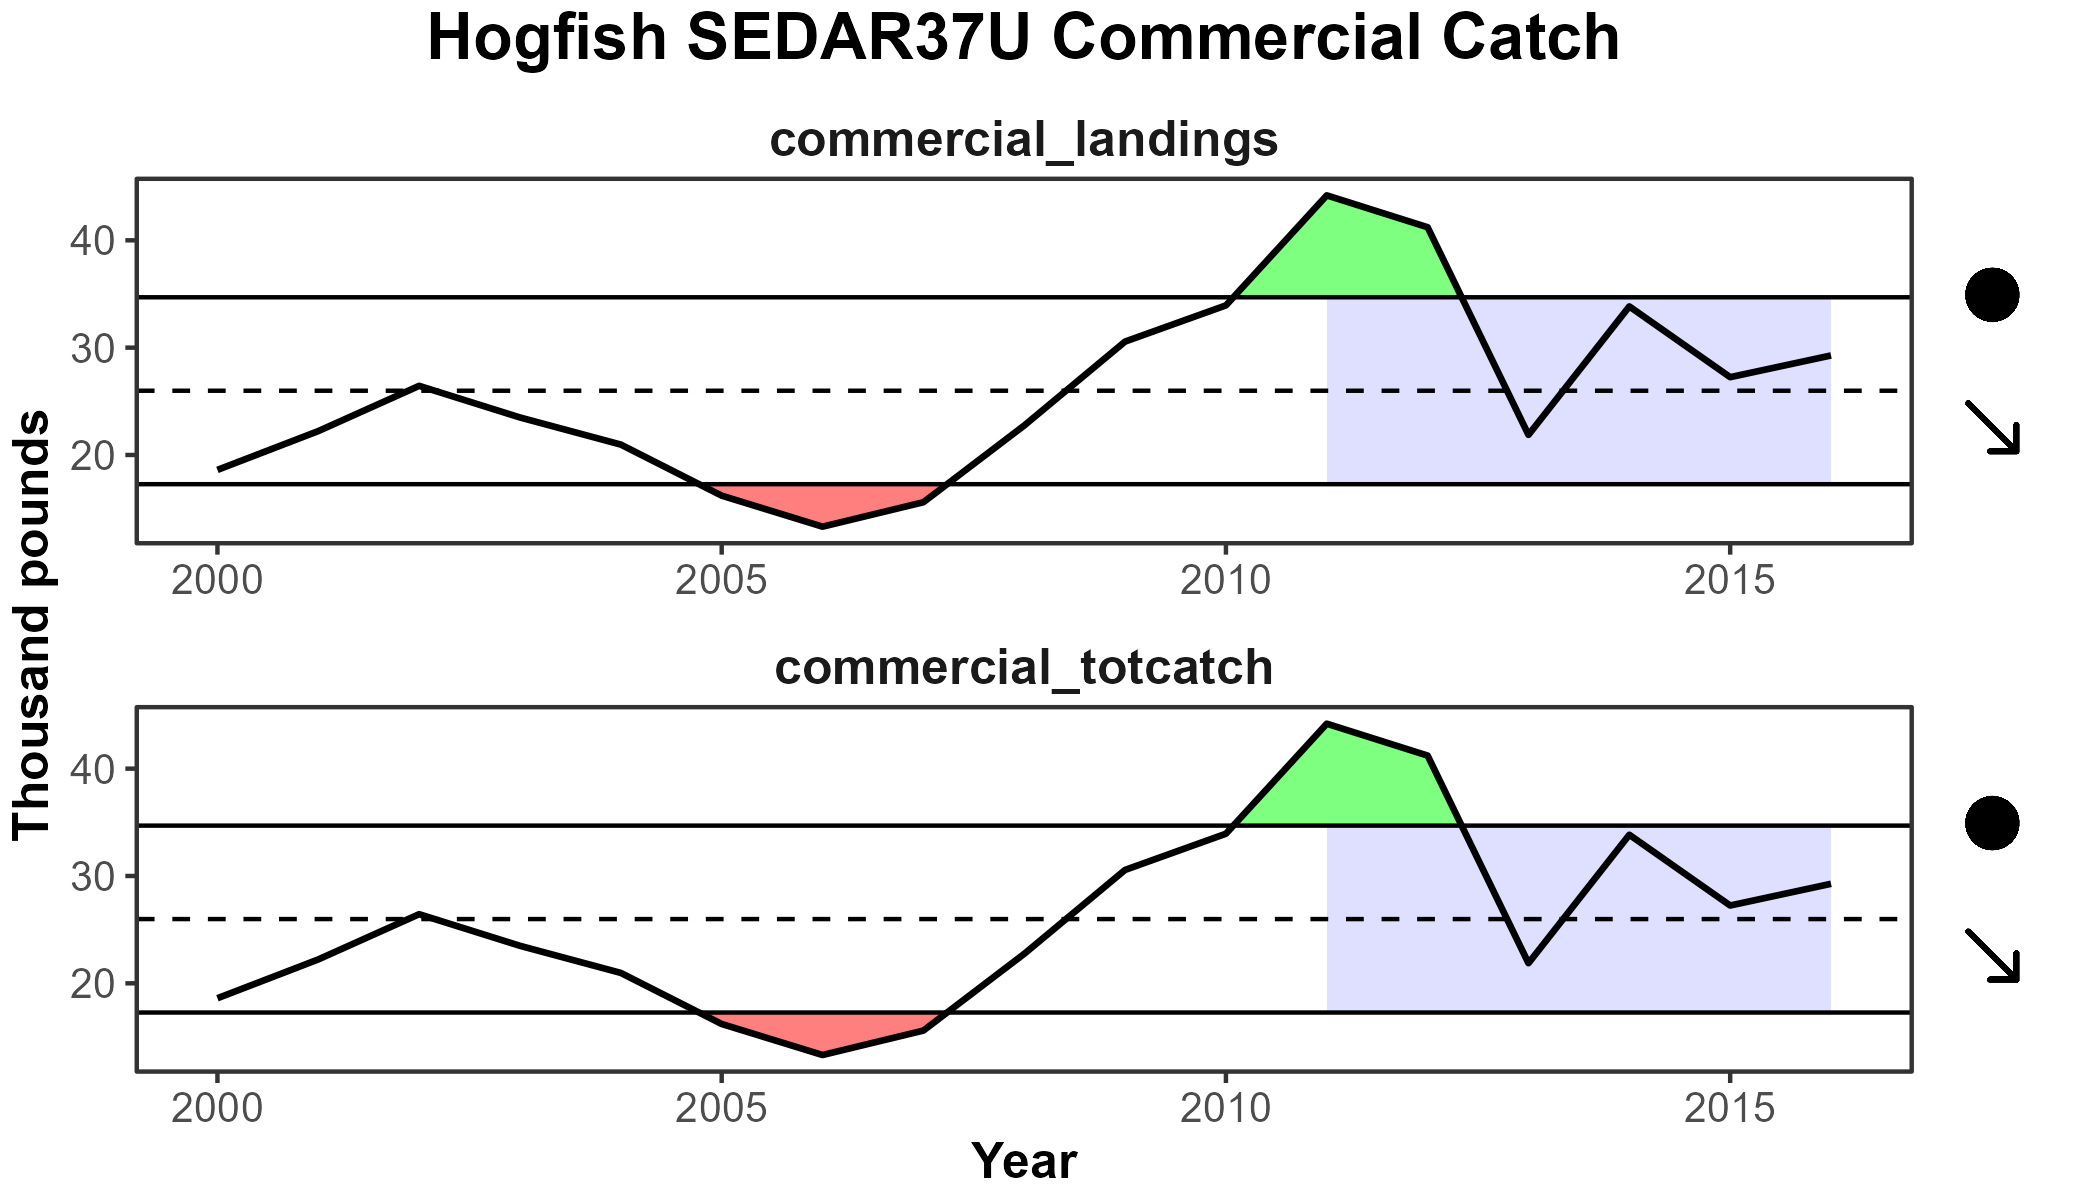 Hogfish SEDAR37U Commercial Catch
commercial_landings
40
30
20
2000 2005 2010 2015
Thousand pounds
commercial_totcatch
40
30
20
2000 2005 2010 2015
Year